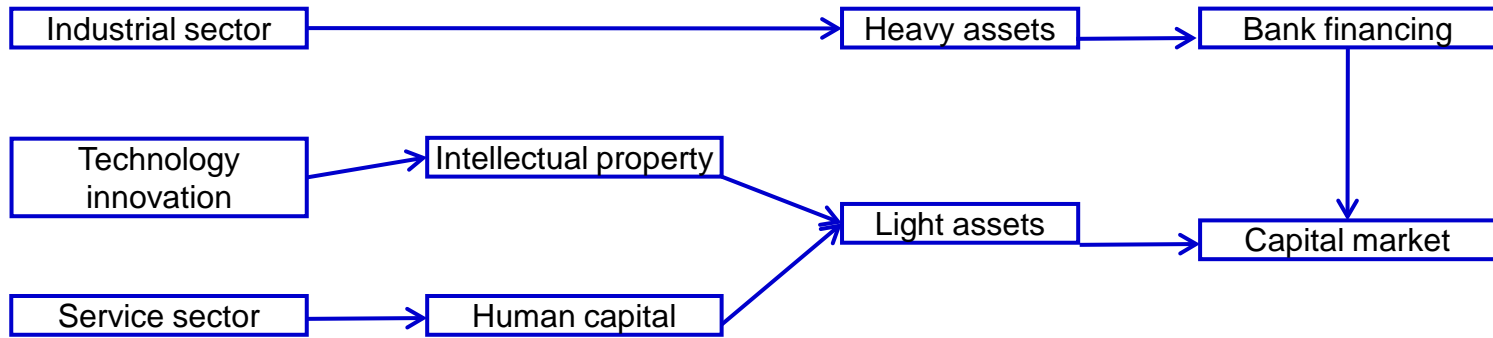 Industrial sector
Heavy assets
Bank financing
Technology
innovation
Intellectual property
Light assets
Capital market
Service sector
Human capital